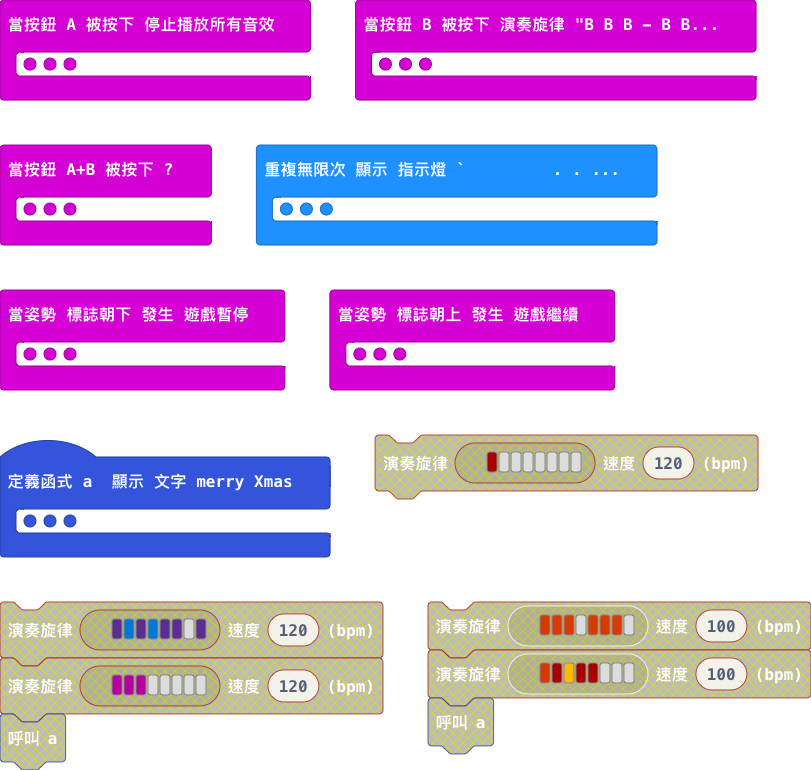 當按鈕 A 被按下 停止播放所有音效
當按鈕 B 被按下 演奏旋律 "B B B - B B...
當按鈕 A+B 被按下 ?
重複無限次 顯示 指示燈 `          . . ...
當姿勢 標誌朝下 發生 遊戲暫停
當姿勢 標誌朝上 發生 遊戲繼續
定義函式 a  顯示 文字 merry Xmas
演奏旋律 速度 120 (bpm)
演奏旋律 速度 120 (bpm)
演奏旋律 速度 120 (bpm)
呼叫 a
演奏旋律 速度 100 (bpm)
演奏旋律 速度 100 (bpm)
呼叫 a